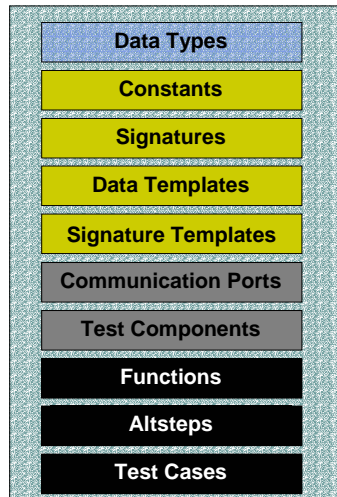 Data Types
Constants
Signatures
Data Templates
Signature Templates
Communication Ports
Test Components
Functions
Altsteps
Test Cases